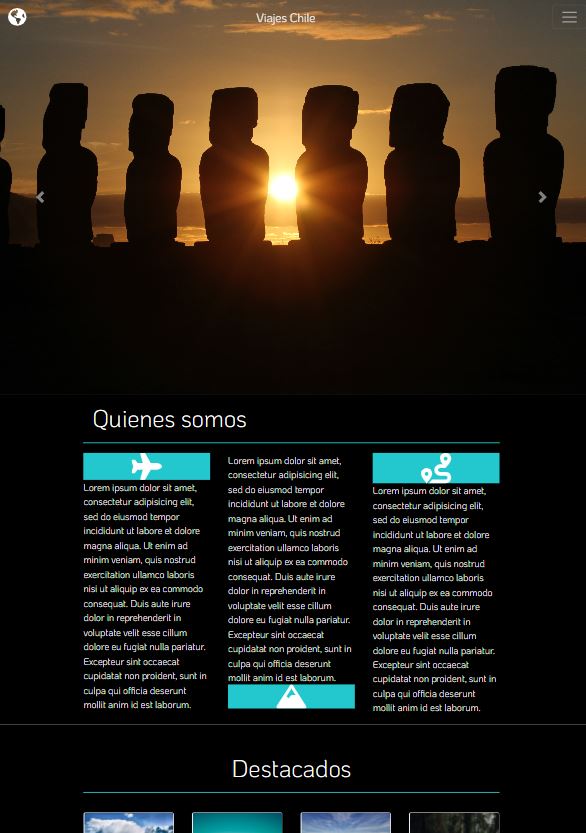 Viajes Chile
Quienes somos
Lorem ipsum dolor sit amet,
consectetur adipisicing elit,
sed do eiusmod tempor
incididunt ut labore et dolore
magna aliqua. Ut enim ad
minim veniam, quis nostrud
exercitation ullamco laboris
nisi ut aliquip ex ea commodo
consequat. Duis aute irure
dolor in reprehenderit in
voluptate velit esse cillum
dolore eu fugiat nulla pariatur.
Excepteur sint occaecat
cupidatat non proident, sunt in
culpa qui officia deserunt
mollit anim id est laborum.
Lorem ipsum dolor sit amet,
consectetur adipisicing elit,
sed do eiusmod tempor
incididunt ut labore et dolore
magna aliqua. Ut enim ad
minim veniam, quis nostrud
exercitation ullamco laboris
nisi ut aliquip ex ea commodo
consequat. Duis aute irure
dolor in reprehenderit in
voluptate velit esse cillum
dolore eu fugiat nulla pariatur.
Excepteur sint occaecat
cupidatat non proident, sunt in
culpa qui officia deserunt
mollit anim id est laborum.
Lorem ipsum dolor sit amet,
consectetur adipisicing elit,
sed do eiusmod tempor
incididunt ut labore et dolore
magna aliqua. Ut enim ad
minim veniam, quis nostrud
exercitation ullamco laboris
nisi ut aliquip ex ea commodo
consequat. Duis aute irure
dolor in reprehenderit in
voluptate velit esse cillum
dolore eu fugiat nulla pariatur.
Excepteur sint occaecat
cupidatat non proident, sunt in
culpa qui officia deserunt
mollit anim id est laborum.
Destacados